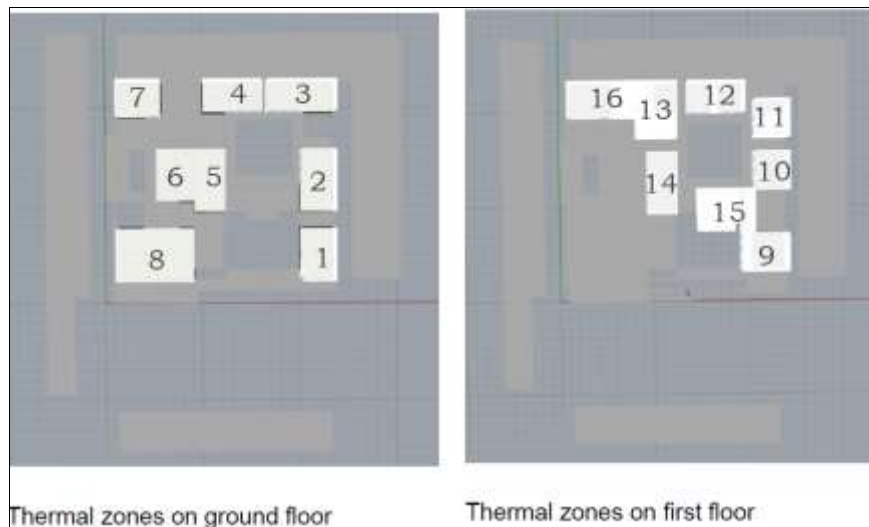 7 4 3
6 5 2
8 1
Thermal zones on ground floor
16 13 12 11
14 10
15
9
Thermal zones on first floor